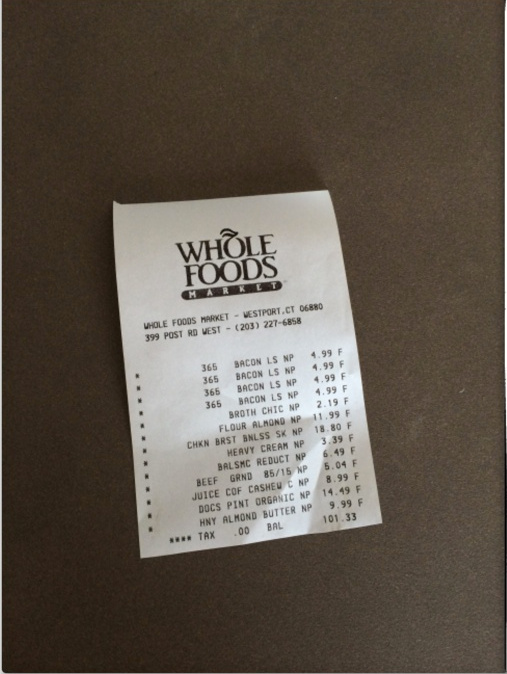 WHOLE
FOODS
MARKET
WHOLE FOODS MARKET - WESTPORT,CT 06880
399 POST RD WEST - (203) 227-6858
365 BACON LS NP 4.99 F
365 BACON LS NP 4.99 F
365 BACON LS NP 4.99 F
365 BACON LS NP 4.99 F
BROTH CHIC NP 2.19 F
FLOUR ALMOND NP 11.99 F
CHKN BRST BNLSS SK NP 18.80 F
HEAVY CREAM NP 3.39 F
BALSMC REDUCT NP 6.49 F
BEEF GRND 85/15 NP 5.04 F
JUICE COF CASHEW C NP 8.99 F
DOCS PINT ORGANIC NP 14.49 F
HNY ALMOND BUTTER NP 9.99 F
**** TAX .00 BAL 101.33